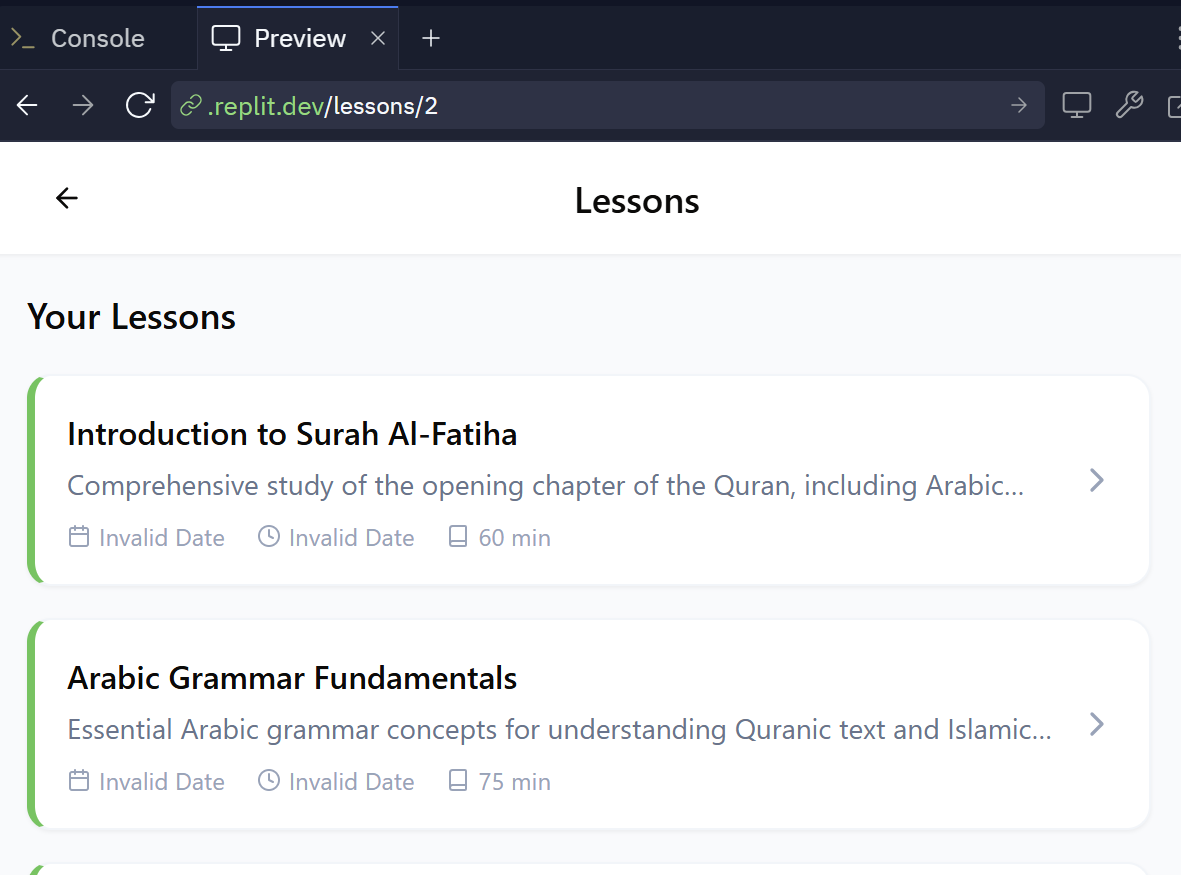 Console
Preview
.replit.dev/lessons/2
Lessons
Your Lessons
Introduction to Surah Al-Fatiha
Comprehensive study of the opening chapter of the Quran, including Arabic...
Invalid Date Invalid Date 60 min
Arabic Grammar Fundamentals
Essential Arabic grammar concepts for understanding Quranic text and Islamic...
Invalid Date Invalid Date 75 min